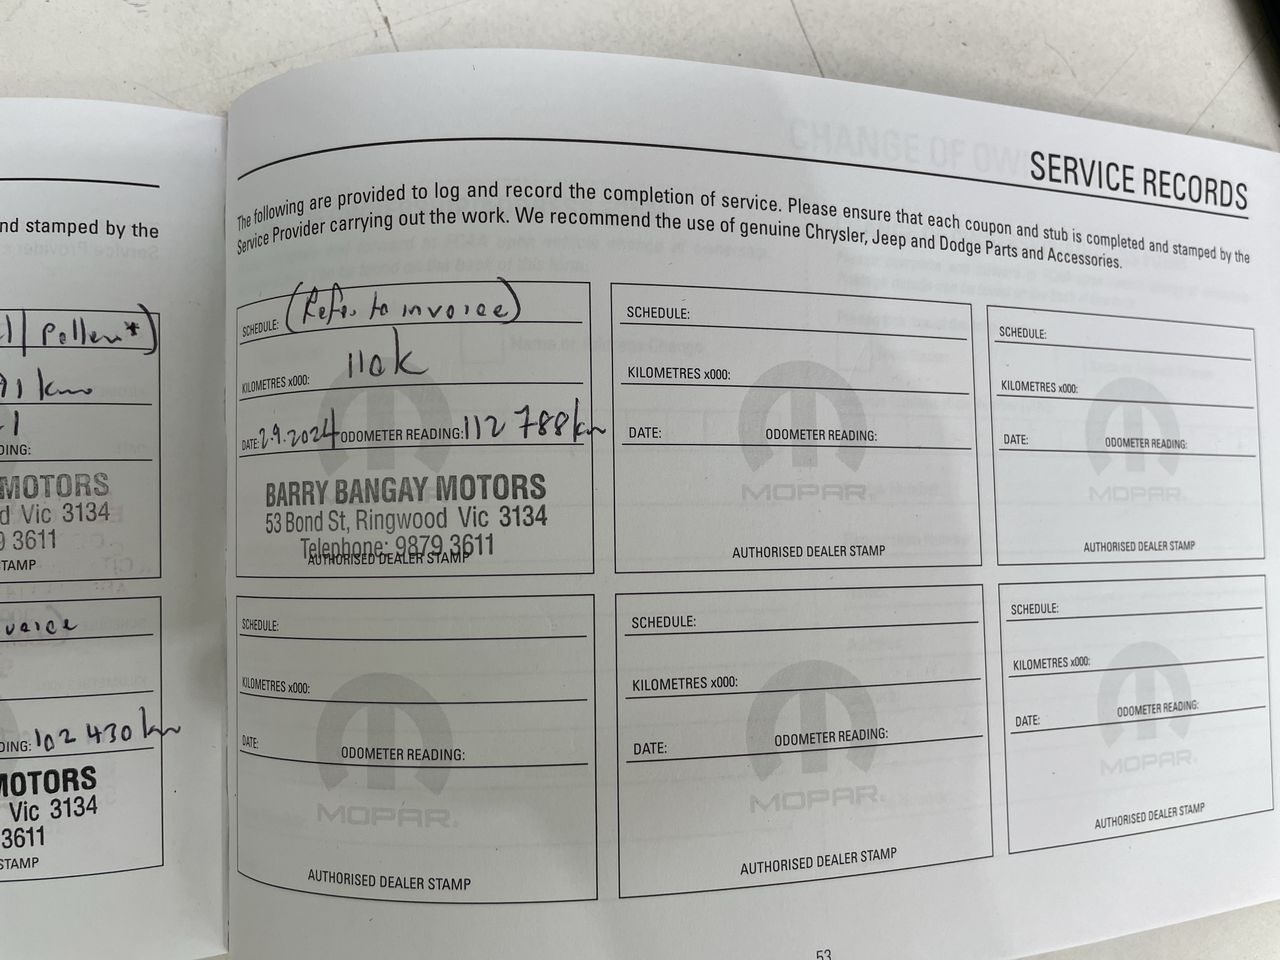 nd stamped by the
l | Pollen*)
71 km
DING:
MOTORS
d Vic 3134
9 3611
STAMP
voice
DING: 102 430 km
MOTORS
Vic 3134
3611
STAMP
SERVICE RECORDS
The following are provided to log and record the completion of service. Please ensure that each coupon and stub is completed and stamped by the
Service Provider carrying out the work. We recommend the use of genuine Chrysler, Jeep and Dodge Parts and Accessories.
SCHEDULE: (Refer to invoice)
KILOMETRES x000: 110k
DATE: 2.9.2024 ODOMETER READING: 112 788km
BARRY BANGAY MOTORS
53 Bond St, Ringwood Vic 3134
Telephone: 9879 3611
AUTHORISED DEALER STAMP
SCHEDULE:
KILOMETRES x000:
DATE: ODOMETER READING:
MOPAR
AUTHORISED DEALER STAMP
SCHEDULE:
KILOMETRES x000:
DATE: ODOMETER READING:
MOPAR
AUTHORISED DEALER STAMP
SCHEDULE:
KILOMETRES x000:
DATE: ODOMETER READING:
MOPAR
AUTHORISED DEALER STAMP
SCHEDULE:
KILOMETRES x000:
DATE: ODOMETER READING:
MOPAR
AUTHORISED DEALER STAMP
SCHEDULE:
KILOMETRES x000:
DATE: ODOMETER READING:
MOPAR
AUTHORISED DEALER STAMP
53